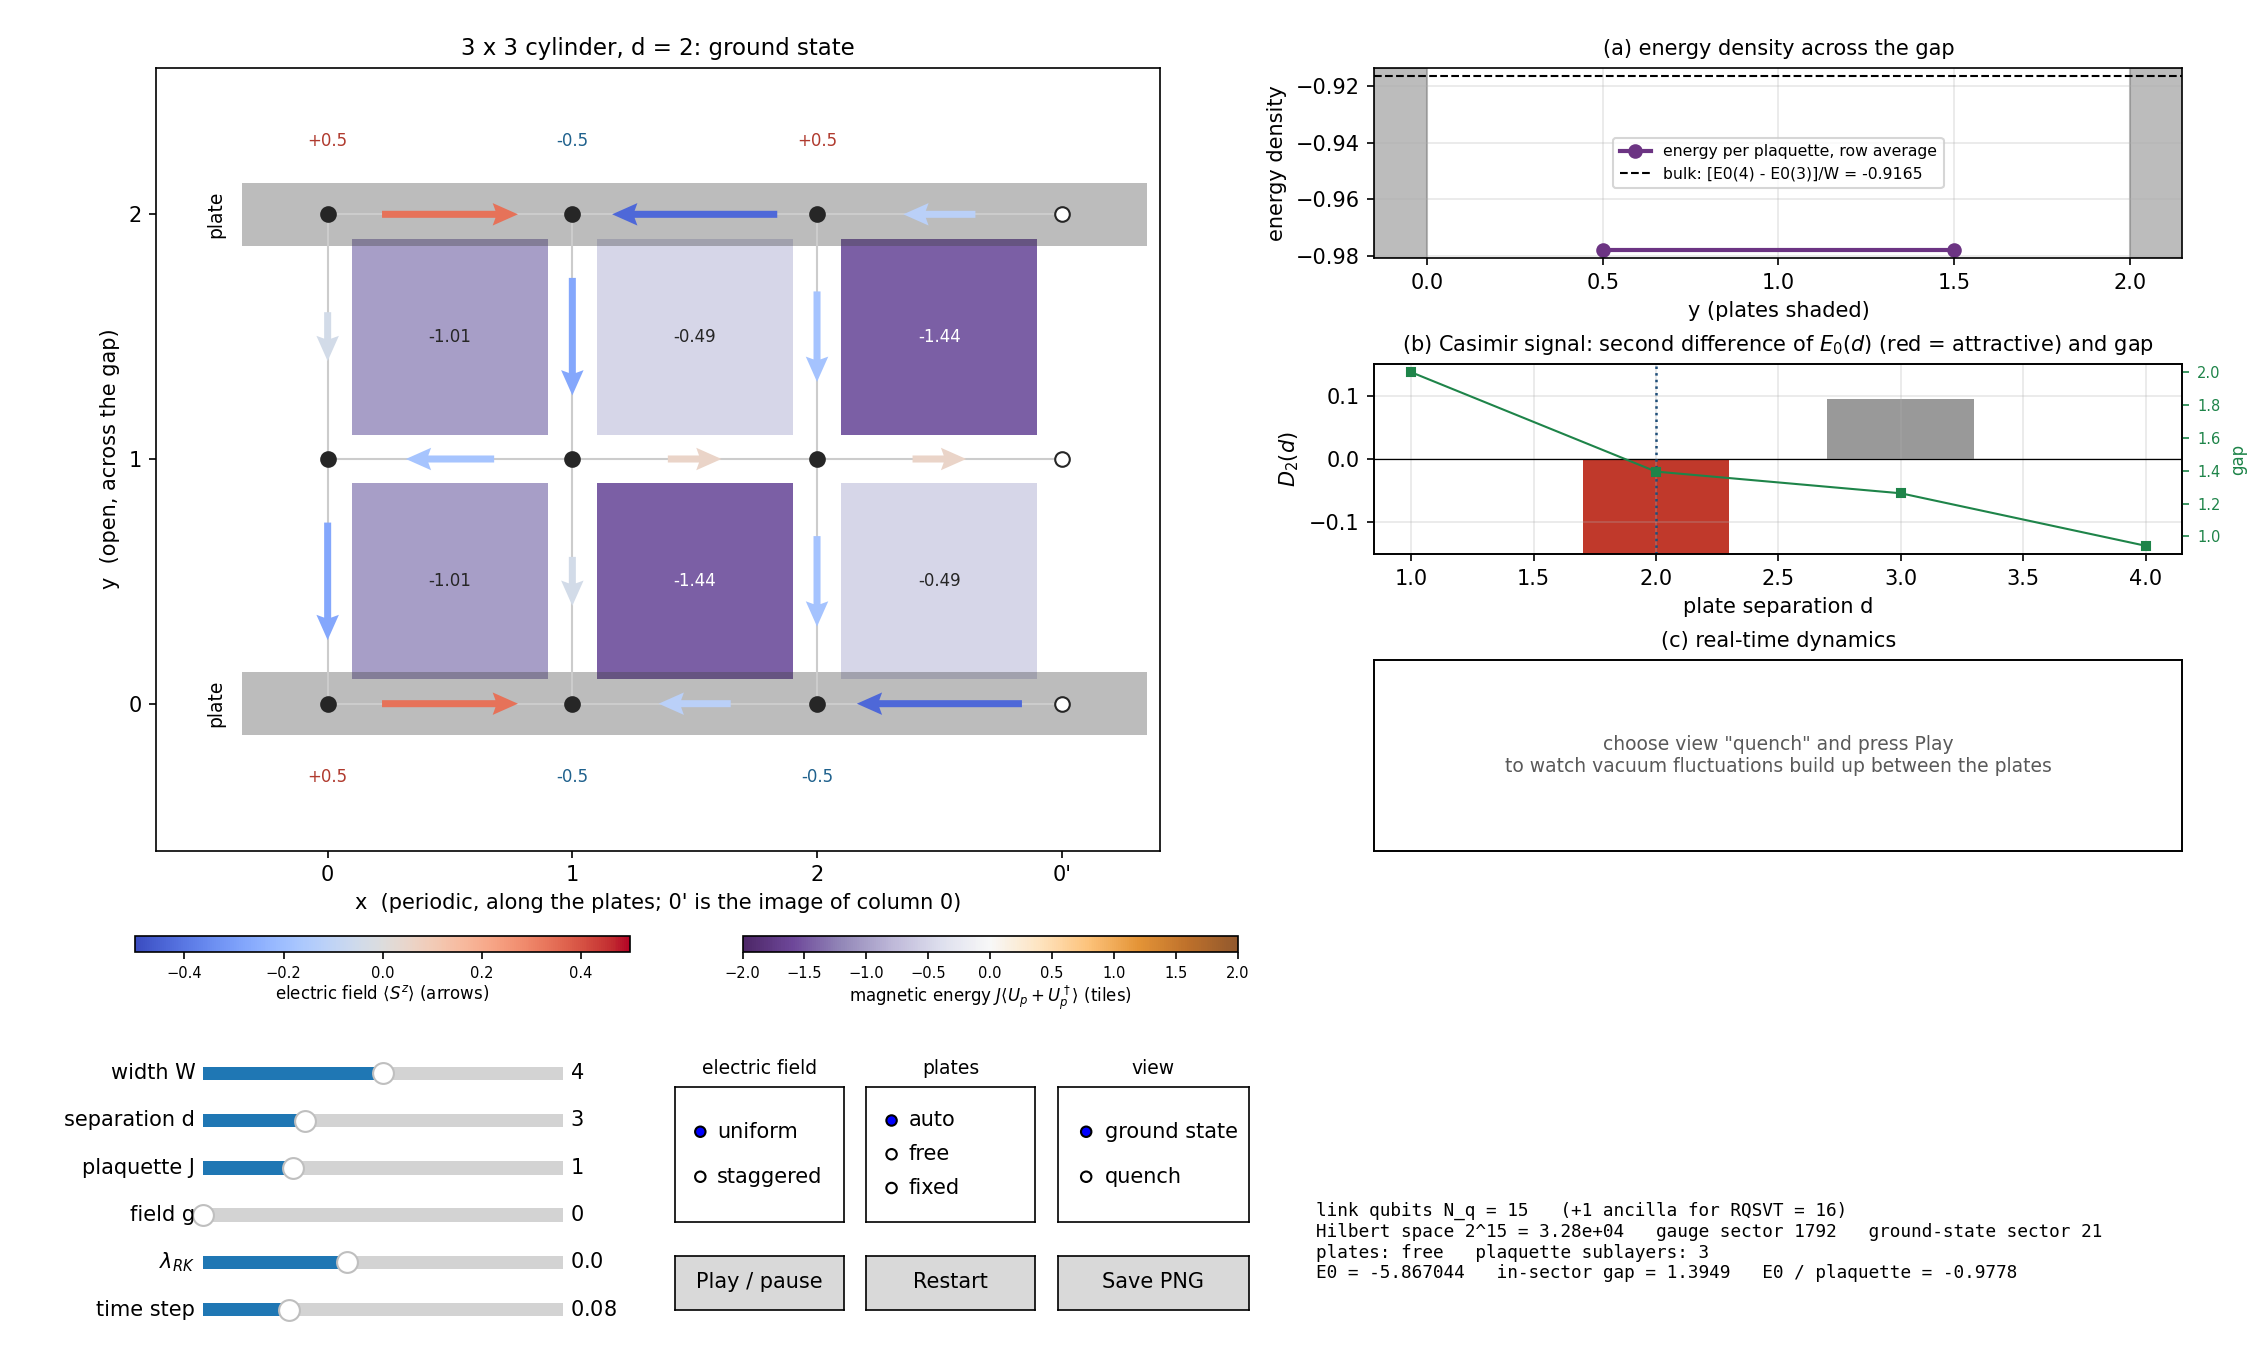 3 x 3 cylinder, d = 2: ground state
+0.5
-0.5
+0.5
plate
2
-1.01
-0.49
-1.44
1
-1.01
-1.44
-0.49
plate
0
+0.5
-0.5
-0.5
y  (open, across the gap)
0
1
2
0'
x  (periodic, along the plates; 0' is the image of column 0)
−0.4
−0.2
0.0
0.2
0.4
electric field ⟨S^z⟩ (arrows)
−2.0
−1.5
−1.0
−0.5
0.0
0.5
1.0
1.5
2.0
magnetic energy J⟨U_p + U_p^†⟩ (tiles)
(a) energy density across the gap
−0.92
−0.94
−0.96
−0.98
energy density
energy per plaquette, row average
bulk: [E0(4) - E0(3)]/W = -0.9165
0.0
0.5
1.0
1.5
2.0
y (plates shaded)
(b) Casimir signal: second difference of E_0(d) (red = attractive) and gap
0.1
0.0
−0.1
D_2(d)
2.0
1.8
1.6
1.4
1.2
1.0
gap
1.0
1.5
2.0
2.5
3.0
3.5
4.0
plate separation d
(c) real-time dynamics
choose view "quench" and press Play
to watch vacuum fluctuations build up between the plates
width W
4
separation d
3
plaquette J
1
field g
0
λ_RK
0.0
time step
0.08
electric field
uniform
staggered
plates
auto
free
fixed
view
ground state
quench
Play / pause
Restart
Save PNG
link qubits N_q = 15   (+1 ancilla for RQSVT = 16)
Hilbert space 2^15 = 3.28e+04   gauge sector 1792   ground-state sector 21
plates: free   plaquette sublayers: 3
E0 = -5.867044   in-sector gap = 1.3949   E0 / plaquette = -0.9778